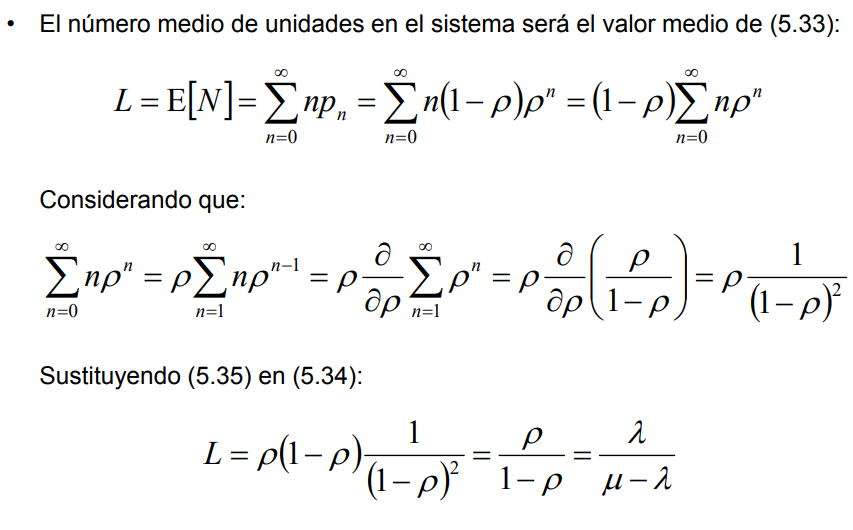 • El número medio de unidades en el sistema será el valor medio de (5.33):
$L = \mathrm{E}[N] = \sum_{n=0}^{\infty} n p_n = \sum_{n=0}^{\infty} n(1-\rho)\rho^n = (1-\rho)\sum_{n=0}^{\infty} n\rho^n$
Considerando que:
$\sum_{n=0}^{\infty} n\rho^n = \rho \sum_{n=1}^{\infty} n\rho^{n-1} = \rho \frac{\partial}{\partial \rho} \sum_{n=1}^{\infty} \rho^n = \rho \frac{\partial}{\partial \rho} \left( \frac{\rho}{1-\rho} \right) = \rho \frac{1}{(1-\rho)^2}$
Sustituyendo (5.35) en (5.34):
$L = \rho(1-\rho) \frac{1}{(1-\rho)^2} = \frac{\rho}{1-\rho} = \frac{\lambda}{\mu-\lambda}$